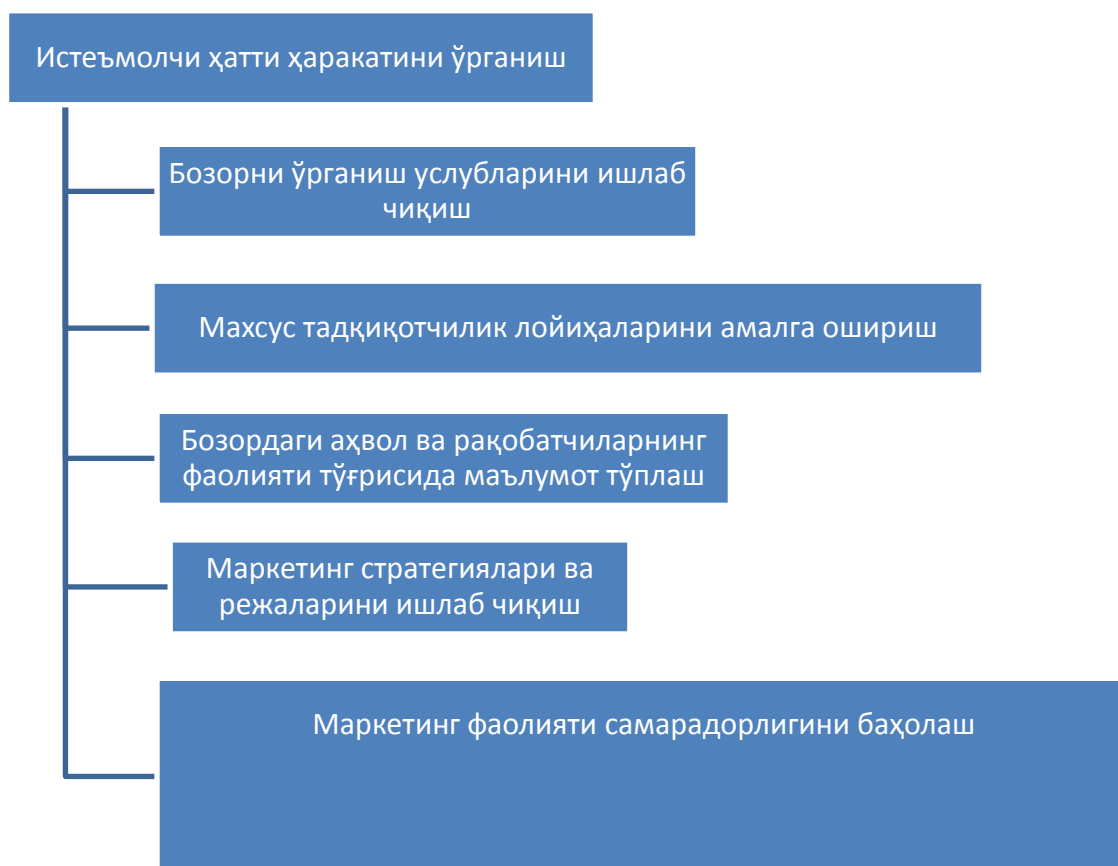 Истеъмолчи ҳатти ҳаракатини ўрганиш
Бозорни ўрганиш услубларини ишлаб
чиқиш
Махсус тадқиқотчилик лойиҳаларини амалга ошириш
Бозордаги аҳвол ва рақобатчиларнинг
фаолияти тўғрисида маълумот тўплаш
Маркетинг стратегиялари ва
режаларини ишлаб чиқиш
Маркетинг фаолияти самарадорлигини баҳолаш